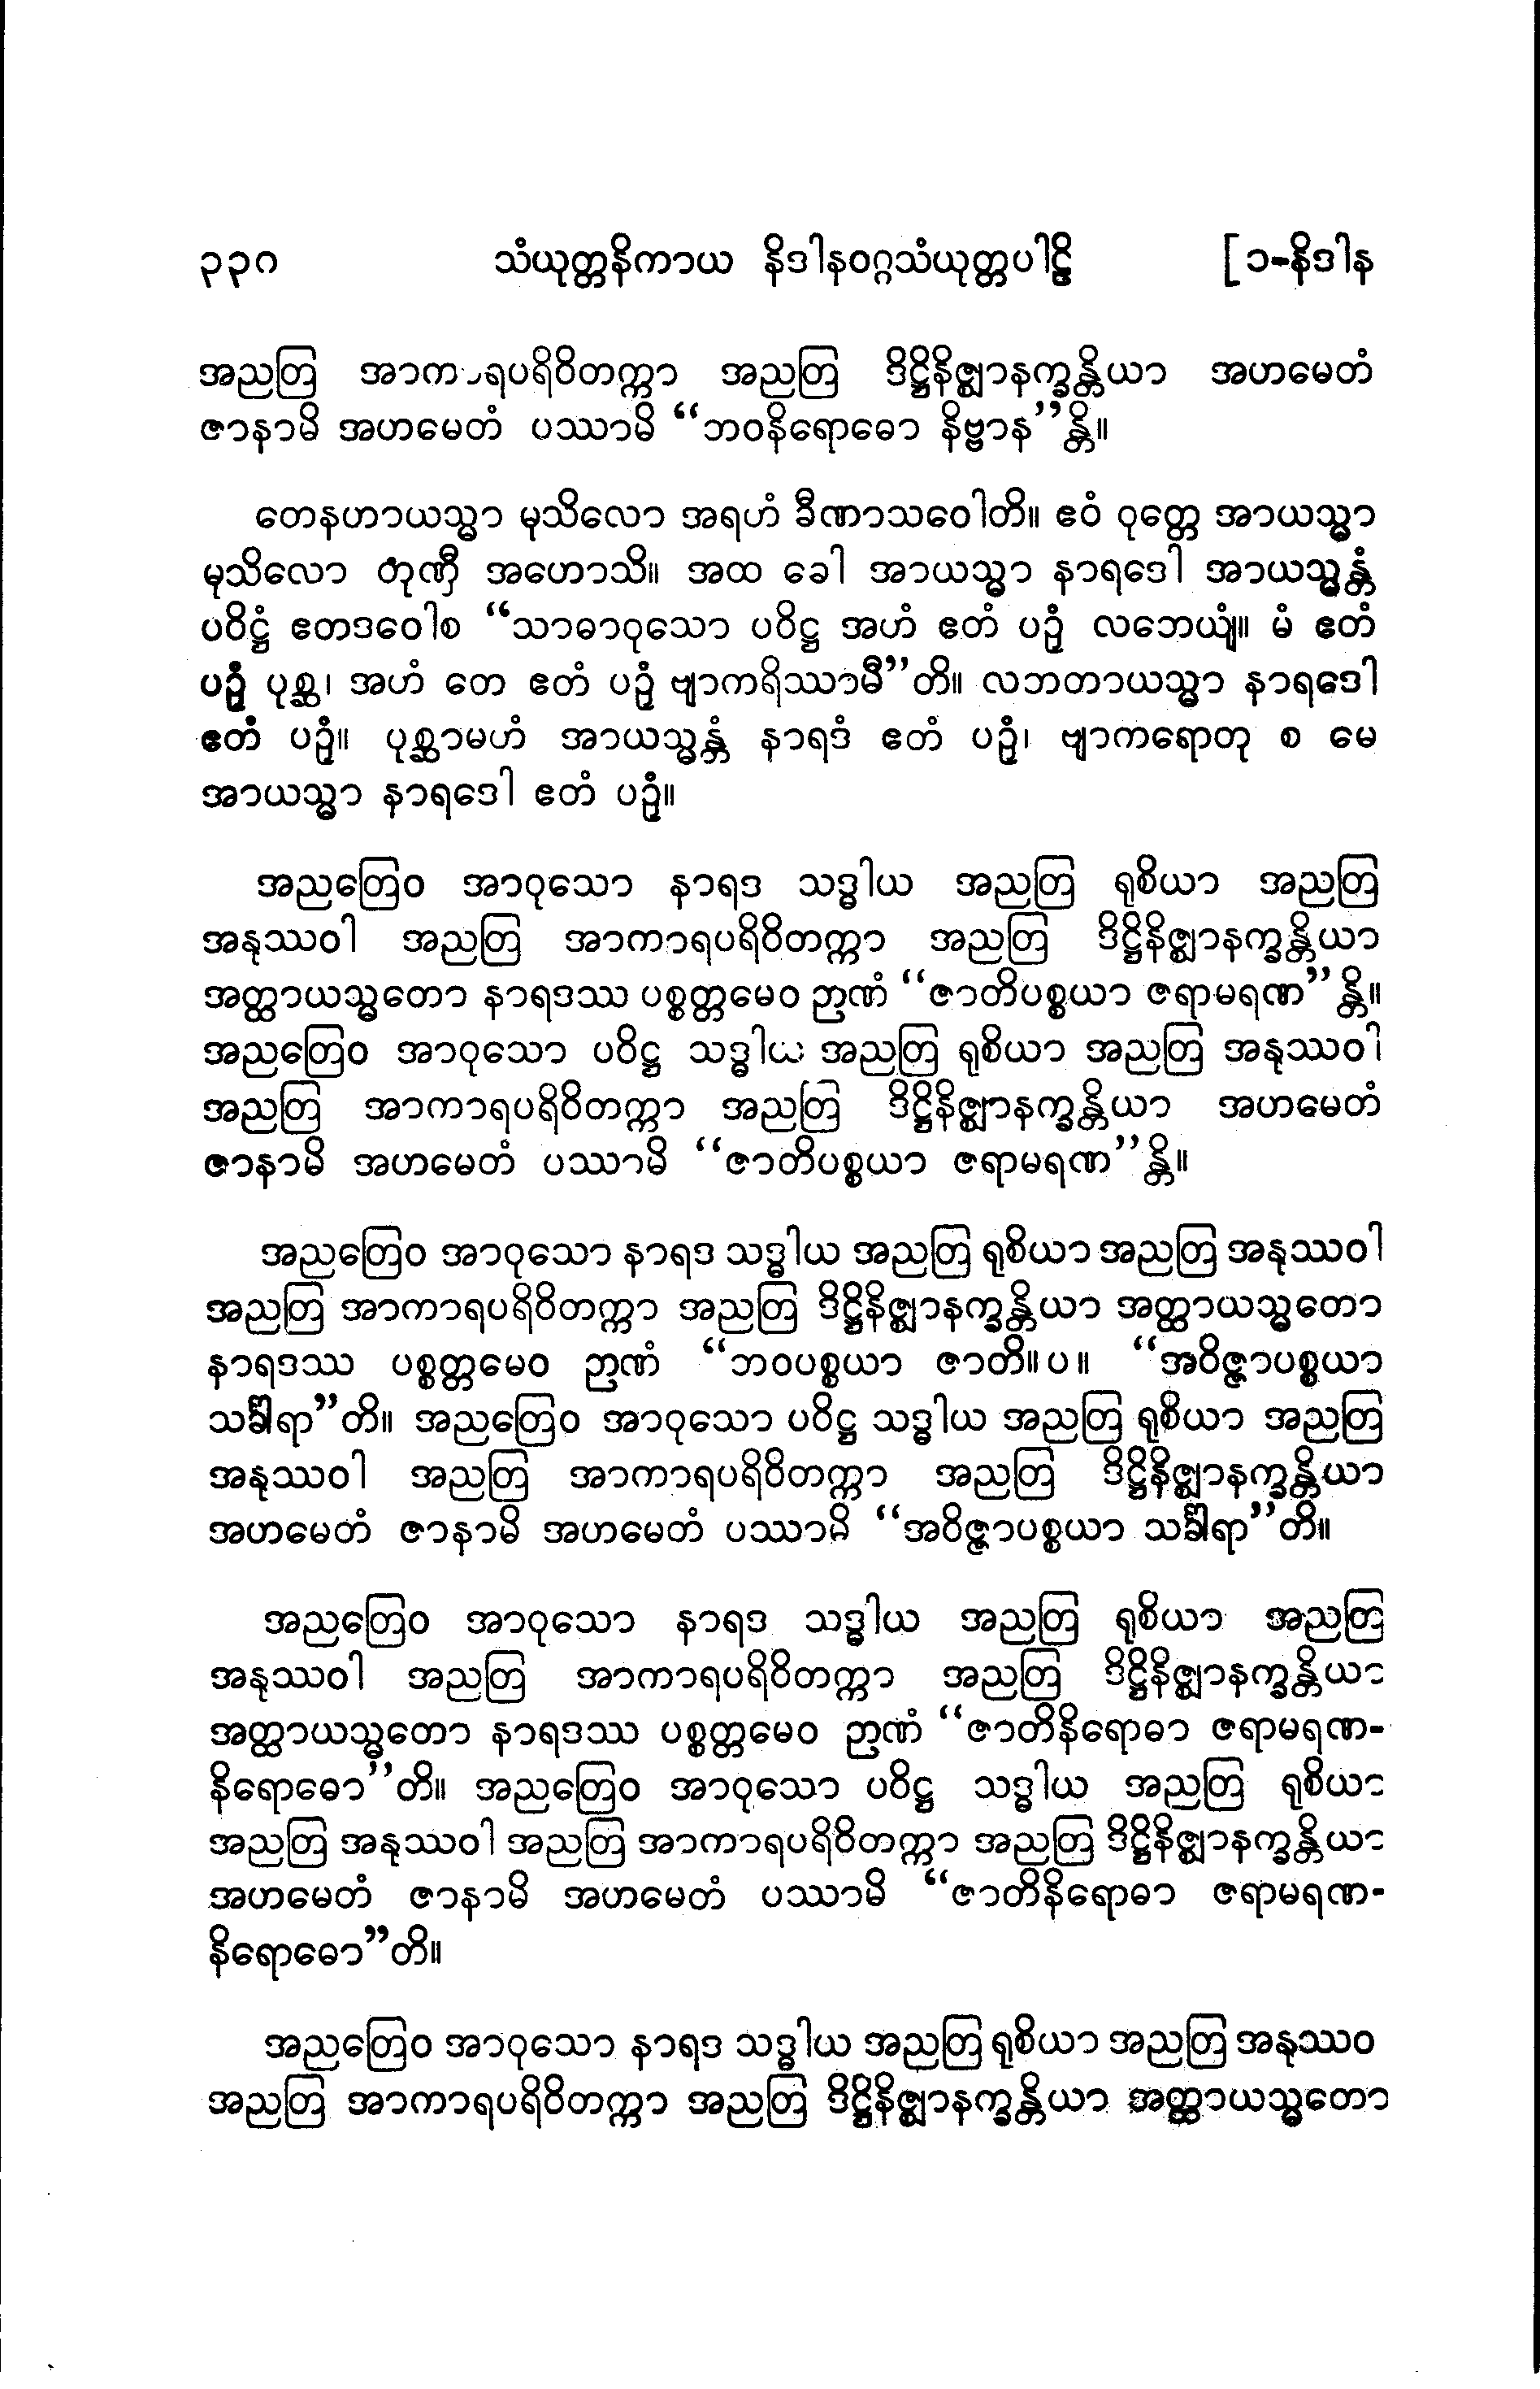 ၃၃၀ သံယုတ္တနိကာယ နိဒါနဝဂ္ဂသံယုတ္တပါဠိ [၁-နိဒါန
အညတြ အာကာရပရိဝိတက္ကာ အညတြ ဒိဋ္ဌိနိဇ္ဈာနက္ခန္တိယာ အဟမေတံ
ဇာနာမိ အဟမေတံ ပဿာမိ “ဘဝနိရောဓော နိဗ္ဗာန”န္တိ။
တေနဟာယသ္မာ မုသိလော အရဟံ ခီဏာသဝေါတိ။ ဧဝံ ဝုတ္တေ အာယသ္မာ
မုသိလော တုဏှီ အဟောသိ။ အထ ခေါ အာယသ္မာ နာရဒေါ အာယသ္မန္တံ
ပဝိဋ္ဌံ ဧတဒဝေါစ “သာဓာဝုသော ပဝိဋ္ဌ အဟံ ဧတံ ပဉှံ လဘေယျံ။ မံ ဧတံ
ပဉှံ ပုစ္ဆ၊ အဟံ တေ ဧတံ ပဉှံ ဗျာကရိဿာမီ”တိ။ လဘတာယသ္မာ နာရဒေါ
ဧတံ ပဉှံ။ ပုစ္ဆာမဟံ အာယသ္မန္တံ နာရဒံ ဧတံ ပဉှံ၊ ဗျာကရောတု စ မေ
အာယသ္မာ နာရဒေါ ဧတံ ပဉှံ။
အညတြေဝ အာဝုသော နာရဒ သဒ္ဓါယ အညတြ ရုစိယာ အညတြ
အနုဿဝါ အညတြ အာကာရပရိဝိတက္ကာ အညတြ ဒိဋ္ဌိနိဇ္ဈာနက္ခန္တိယာ
အတ္ထာယသ္မတော နာရဒဿ ပစ္စတ္တမေဝ ဉာဏံ “ဇာတိပစ္စယာ ဇရာမရဏ”န္တိ။
အညတြေဝ အာဝုသော ပဝိဋ္ဌ သဒ္ဓါယ အညတြ ရုစိယာ အညတြ အနုဿဝါ
အညတြ အာကာရပရိဝိတက္ကာ အညတြ ဒိဋ္ဌိနိဇ္ဈာနက္ခန္တိယာ အဟမေတံ
ဇာနာမိ အဟမေတံ ပဿာမိ “ဇာတိပစ္စယာ ဇရာမရဏ”န္တိ။
အညတြေဝ အာဝုသော နာရဒ သဒ္ဓါယ အညတြ ရုစိယာ အညတြ အနုဿဝါ
အညတြ အာကာရပရိဝိတက္ကာ အညတြ ဒိဋ္ဌိနိဇ္ဈာနက္ခန္တိယာ အတ္ထာယသ္မတော
နာရဒဿ ပစ္စတ္တမေဝ ဉာဏံ “ဘဝပစ္စယာ ဇာတိ။ပ။ “အဝိဇ္ဇာပစ္စယာ
သင်္ခါရာ”တိ။ အညတြေဝ အာဝုသော ပဝိဋ္ဌ သဒ္ဓါယ အညတြ ရုစိယာ အညတြ
အနုဿဝါ အညတြ အာကာရပရိဝိတက္ကာ အညတြ ဒိဋ္ဌိနိဇ္ဈာနက္ခန္တိယာ
အဟမေတံ ဇာနာမိ အဟမေတံ ပဿာမိ “အဝိဇ္ဇာပစ္စယာ သင်္ခါရာ”တိ။
အညတြေဝ အာဝုသော နာရဒ သဒ္ဓါယ အညတြ ရုစိယာ အညတြ
အနုဿဝါ အညတြ အာကာရပရိဝိတက္ကာ အညတြ ဒိဋ္ဌိနိဇ္ဈာနက္ခန္တိယာ
အတ္ထာယသ္မတော နာရဒဿ ပစ္စတ္တမေဝ ဉာဏံ “ဇာတိနိရောဓာ ဇရာမရဏ-
နိရောဓော”တိ။ အညတြေဝ အာဝုသော ပဝိဋ္ဌ သဒ္ဓါယ အညတြ ရုစိယာ
အညတြ အနုဿဝါ အညတြ အာကာရပရိဝိတက္ကာ အညတြ ဒိဋ္ဌိနိဇ္ဈာနက္ခန္တိယာ
အဟမေတံ ဇာနာမိ အဟမေတံ ပဿာမိ “ဇာတိနိရောဓာ ဇရာမရဏ-
နိရောဓော”တိ။
အညတြေဝ အာဝုသော နာရဒ သဒ္ဓါယ အညတြ ရုစိယာ အညတြ အနုဿဝ
အညတြ အာကာရပရိဝိတက္ကာ အညတြ ဒိဋ္ဌိနိဇ္ဈာနက္ခန္တိယာ အတ္ထာယသ္မတော